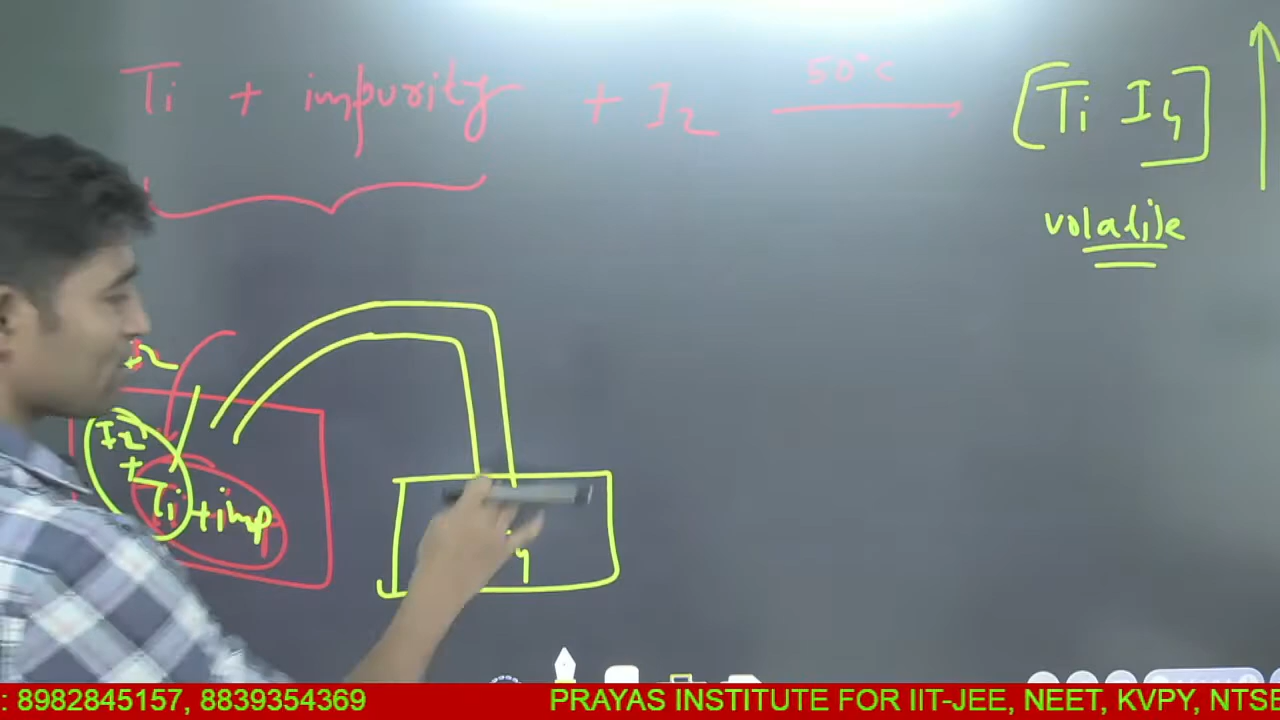 Ti + impurity + I2 50°C [Ti I4]
volatile
I2
+
Ti + imp
4
: 8982845157, 8839354369 PRAYAS INSTITUTE FOR IIT-JEE, NEET, KVPY, NTSE